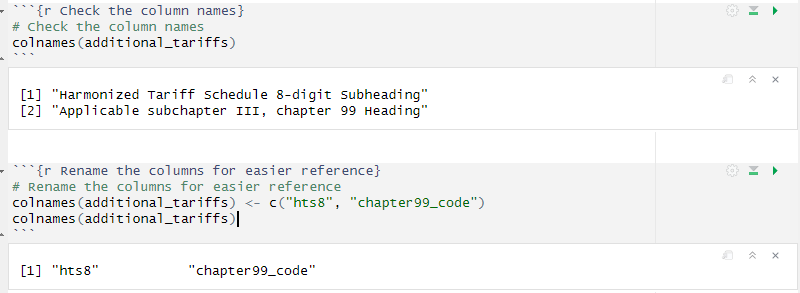 ```{r Check the column names}
# Check the column names
colnames(additional_tariffs)
```
[1] "Harmonized Tariff Schedule 8-digit Subheading"
[2] "Applicable subchapter III, chapter 99 Heading"
```{r Rename the columns for easier reference}
# Rename the columns for easier reference
colnames(additional_tariffs) <- c("hts8", "chapter99_code")
colnames(additional_tariffs)
```
[1] "hts8"           "chapter99_code"